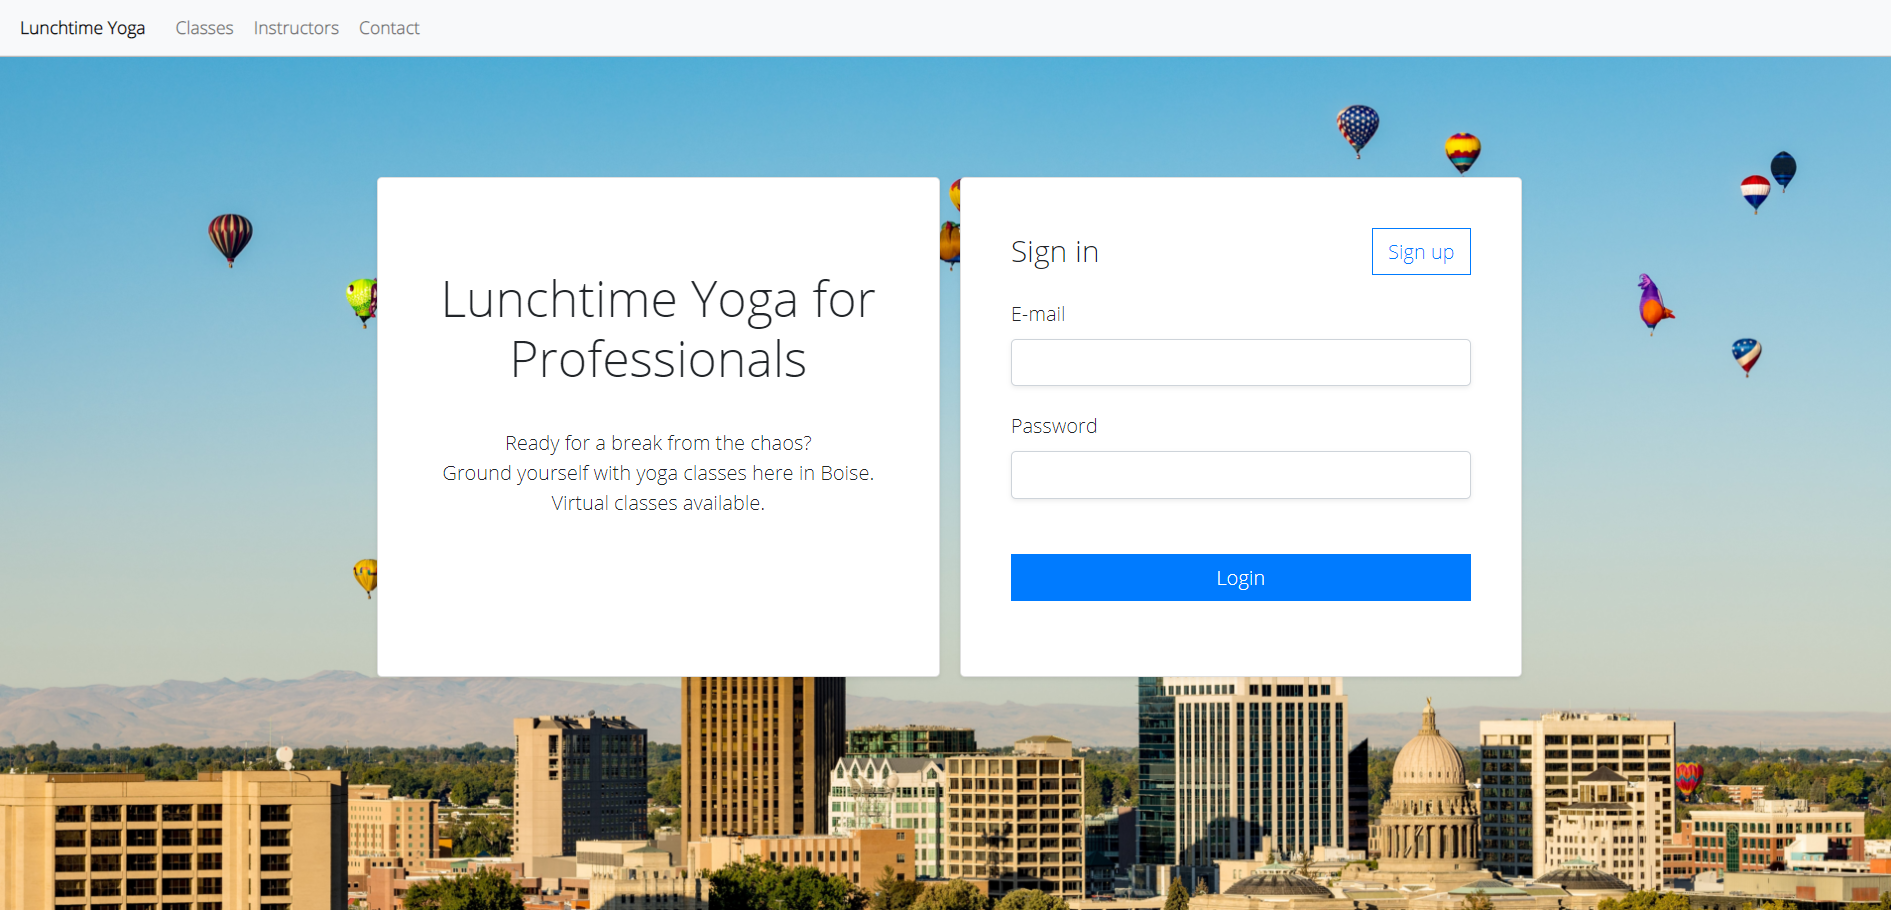 Lunchtime Yoga Classes Instructors Contact
Lunchtime Yoga for
Professionals
Ready for a break from the chaos?
Ground yourself with yoga classes here in Boise.
Virtual classes available.
Sign in Sign up
E-mail
Password
Login